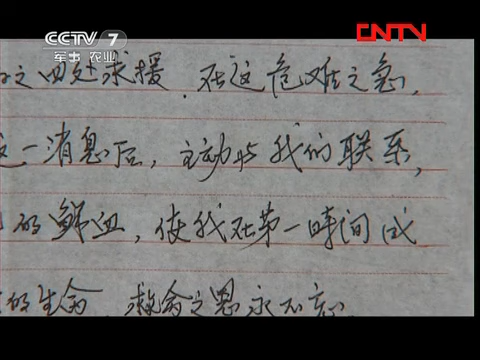 CCTV 7
军事 农业
CNTV
之四处求援，在这危难之急，
这一消息后，主动与我们联系，
的鲜血，使我在第一時间成
的生命，救命之恩永不忘